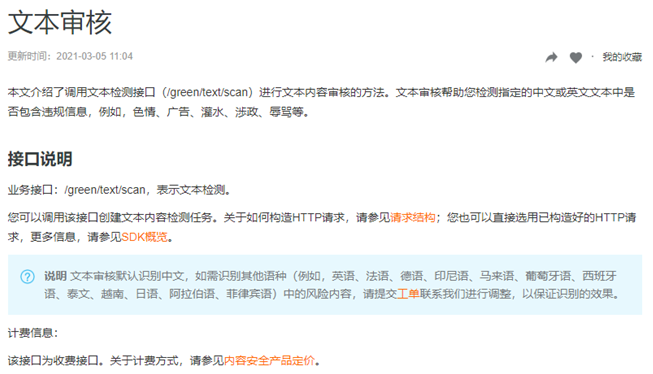 文本审核
更新时间：2021-03-05 11:04
· 我的收藏
本文介绍了调用文本检测接口（/green/text/scan）进行文本内容审核的方法。文本审核帮助您检测指定的中文或英文文本中是
否包含违规信息，例如，色情、广告、灌水、涉政、辱骂等。
接口说明
业务接口：/green/text/scan，表示文本检测。
您可以调用该接口创建文本内容检测任务。关于如何构造HTTP请求，请参见请求结构；您也可以直接选用已构造好的HTTP请
求，更多信息，请参见SDK概览。
说明 文本审核默认识别中文，如需识别其他语种（例如，英语、法语、德语、印尼语、马来语、葡萄牙语、西班牙
语、泰文、越南、日语、阿拉伯语、菲律宾语）中的风险内容，请提交工单联系我们进行调整，以保证识别的效果。
计费信息：
该接口为收费接口。关于计费方式，请参见内容安全产品定价。